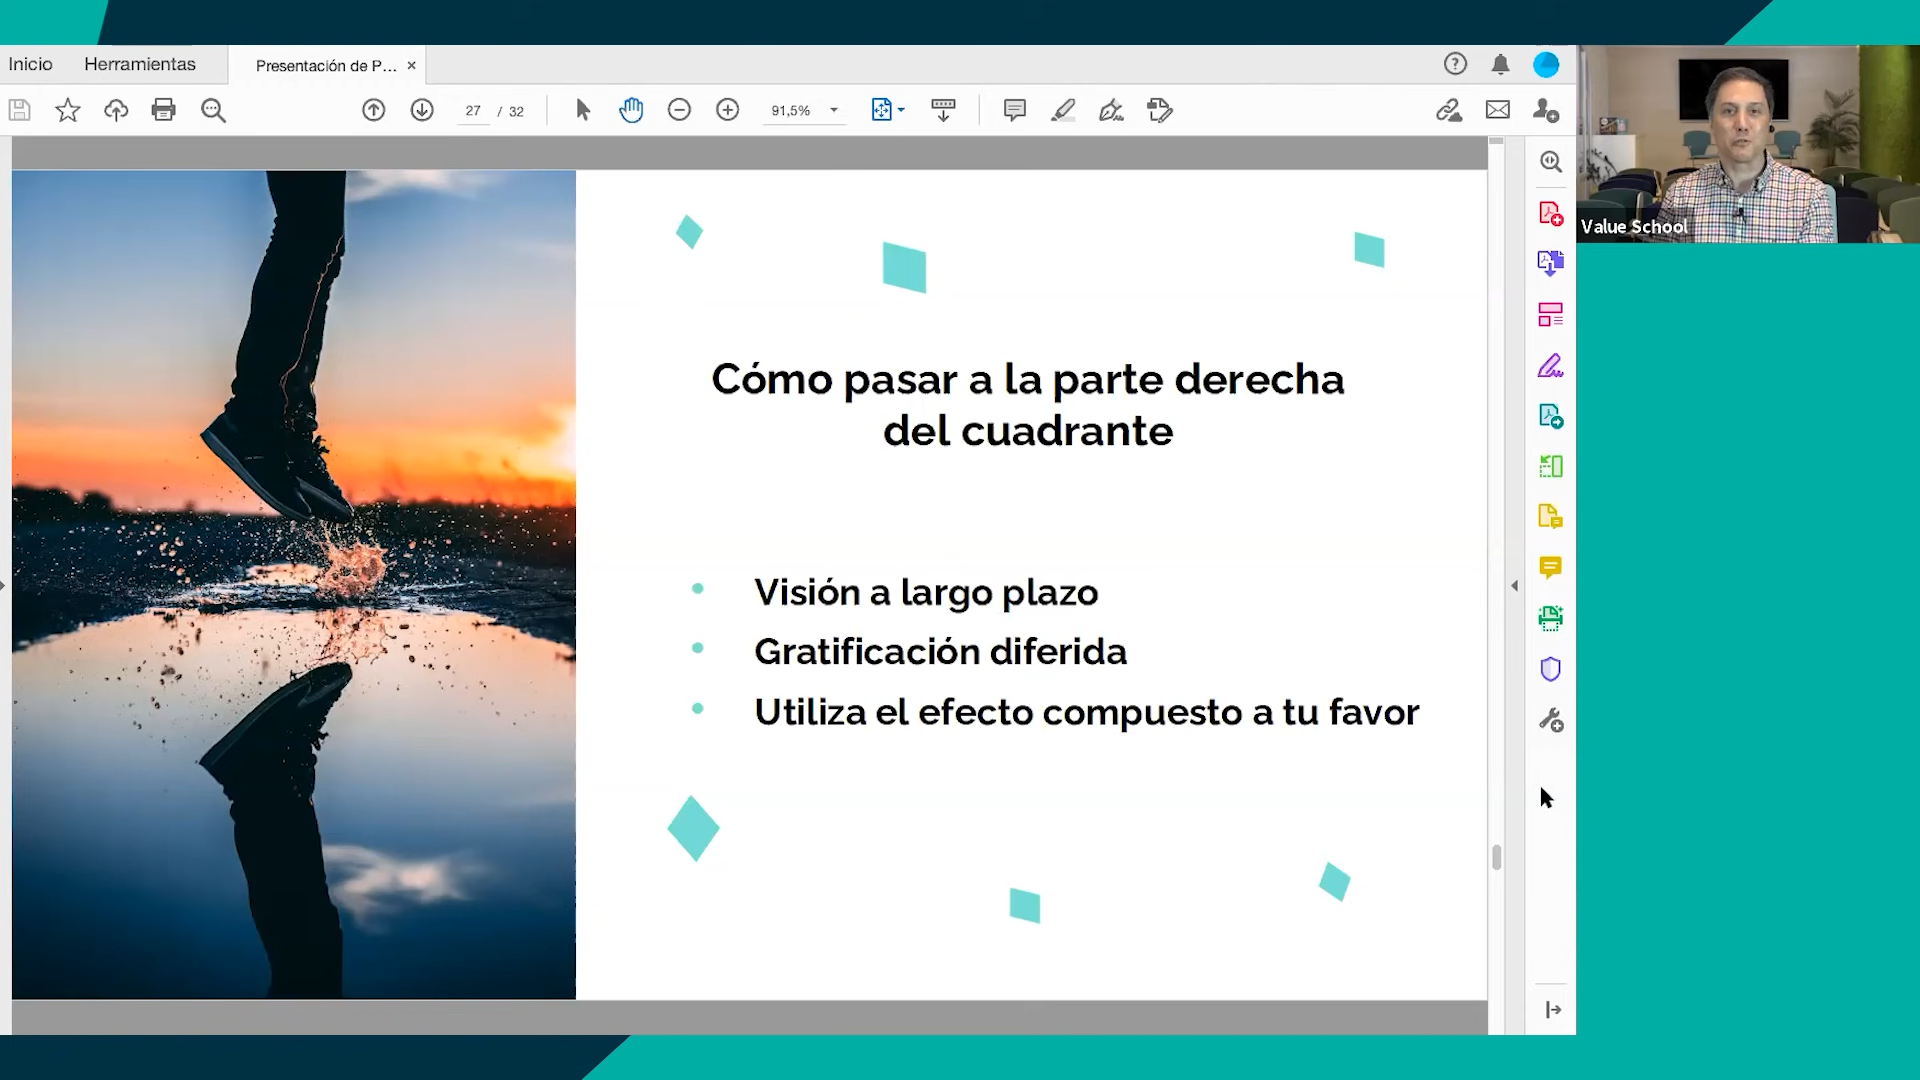 Inicio Herramientas Presentación de P... ×
27 / 32 91,5%
Value School
Cómo pasar a la parte derecha
del cuadrante
• Visión a largo plazo
• Gratificación diferida
• Utiliza el efecto compuesto a tu favor